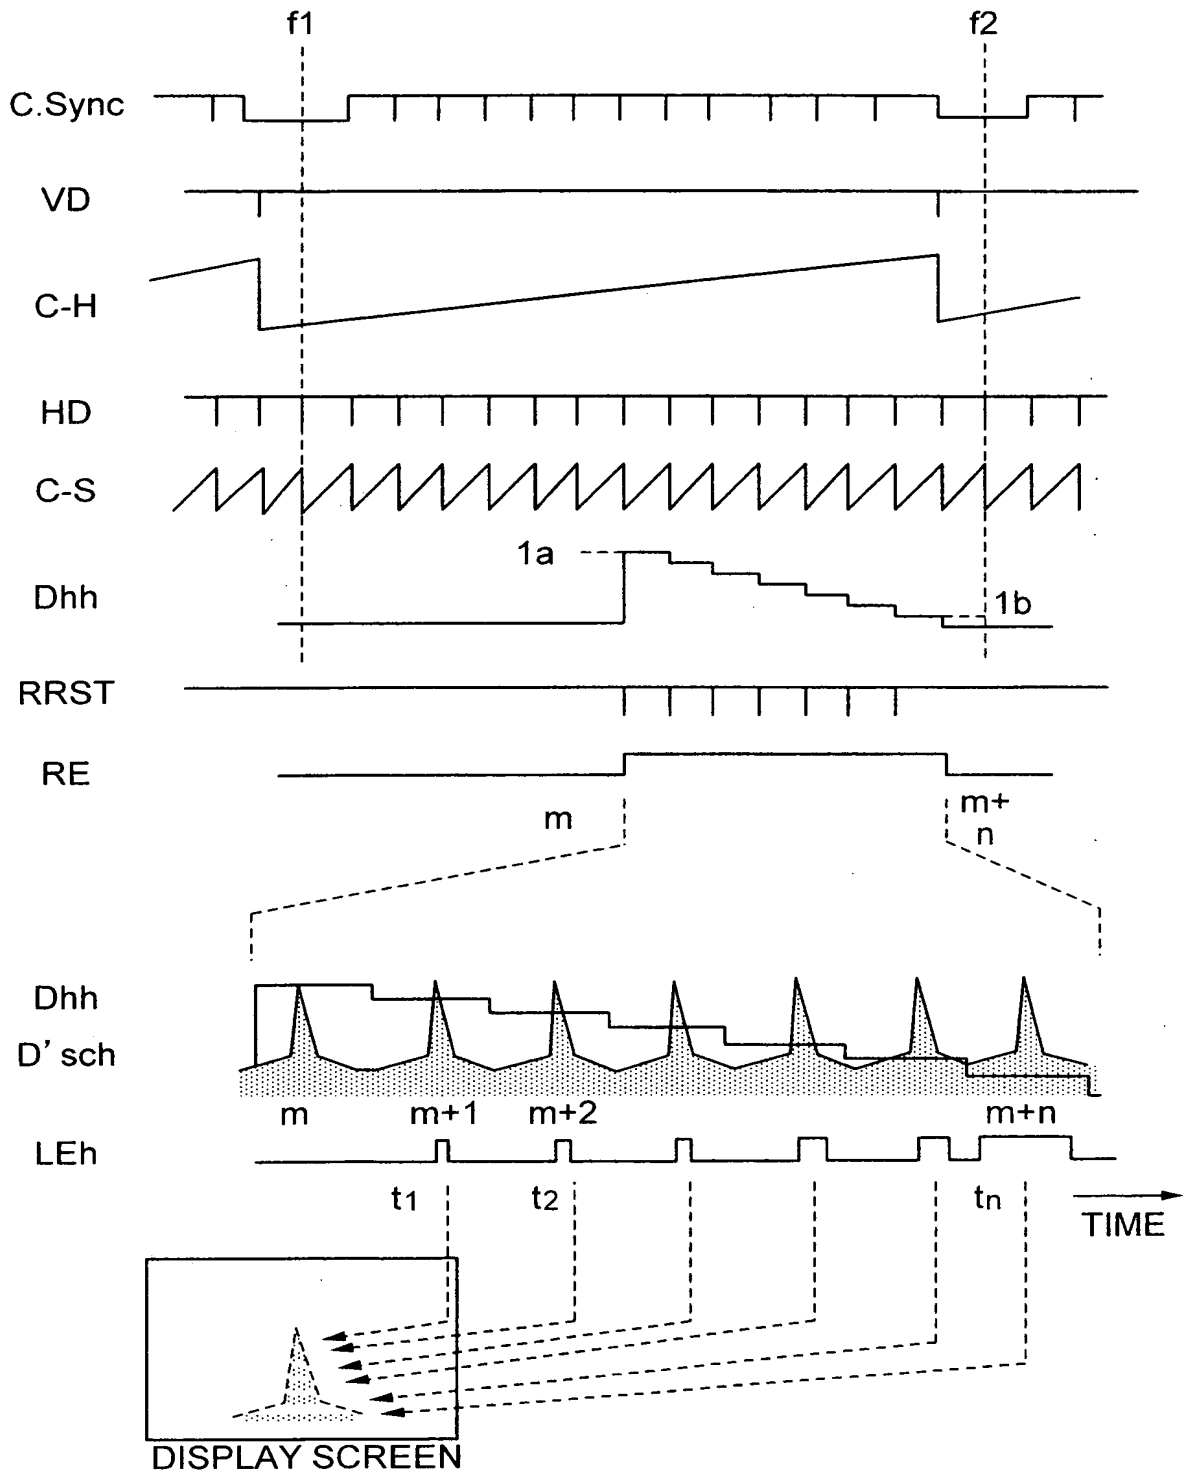 f1 f2
C.Sync
VD
C-H
HD
C-S
1a
Dhh
1b
RRST
RE
m m+
n
Dhh
D'sch
m m+1 m+2 m+n
LEh
t1 t2 tn
TIME
DISPLAY SCREEN